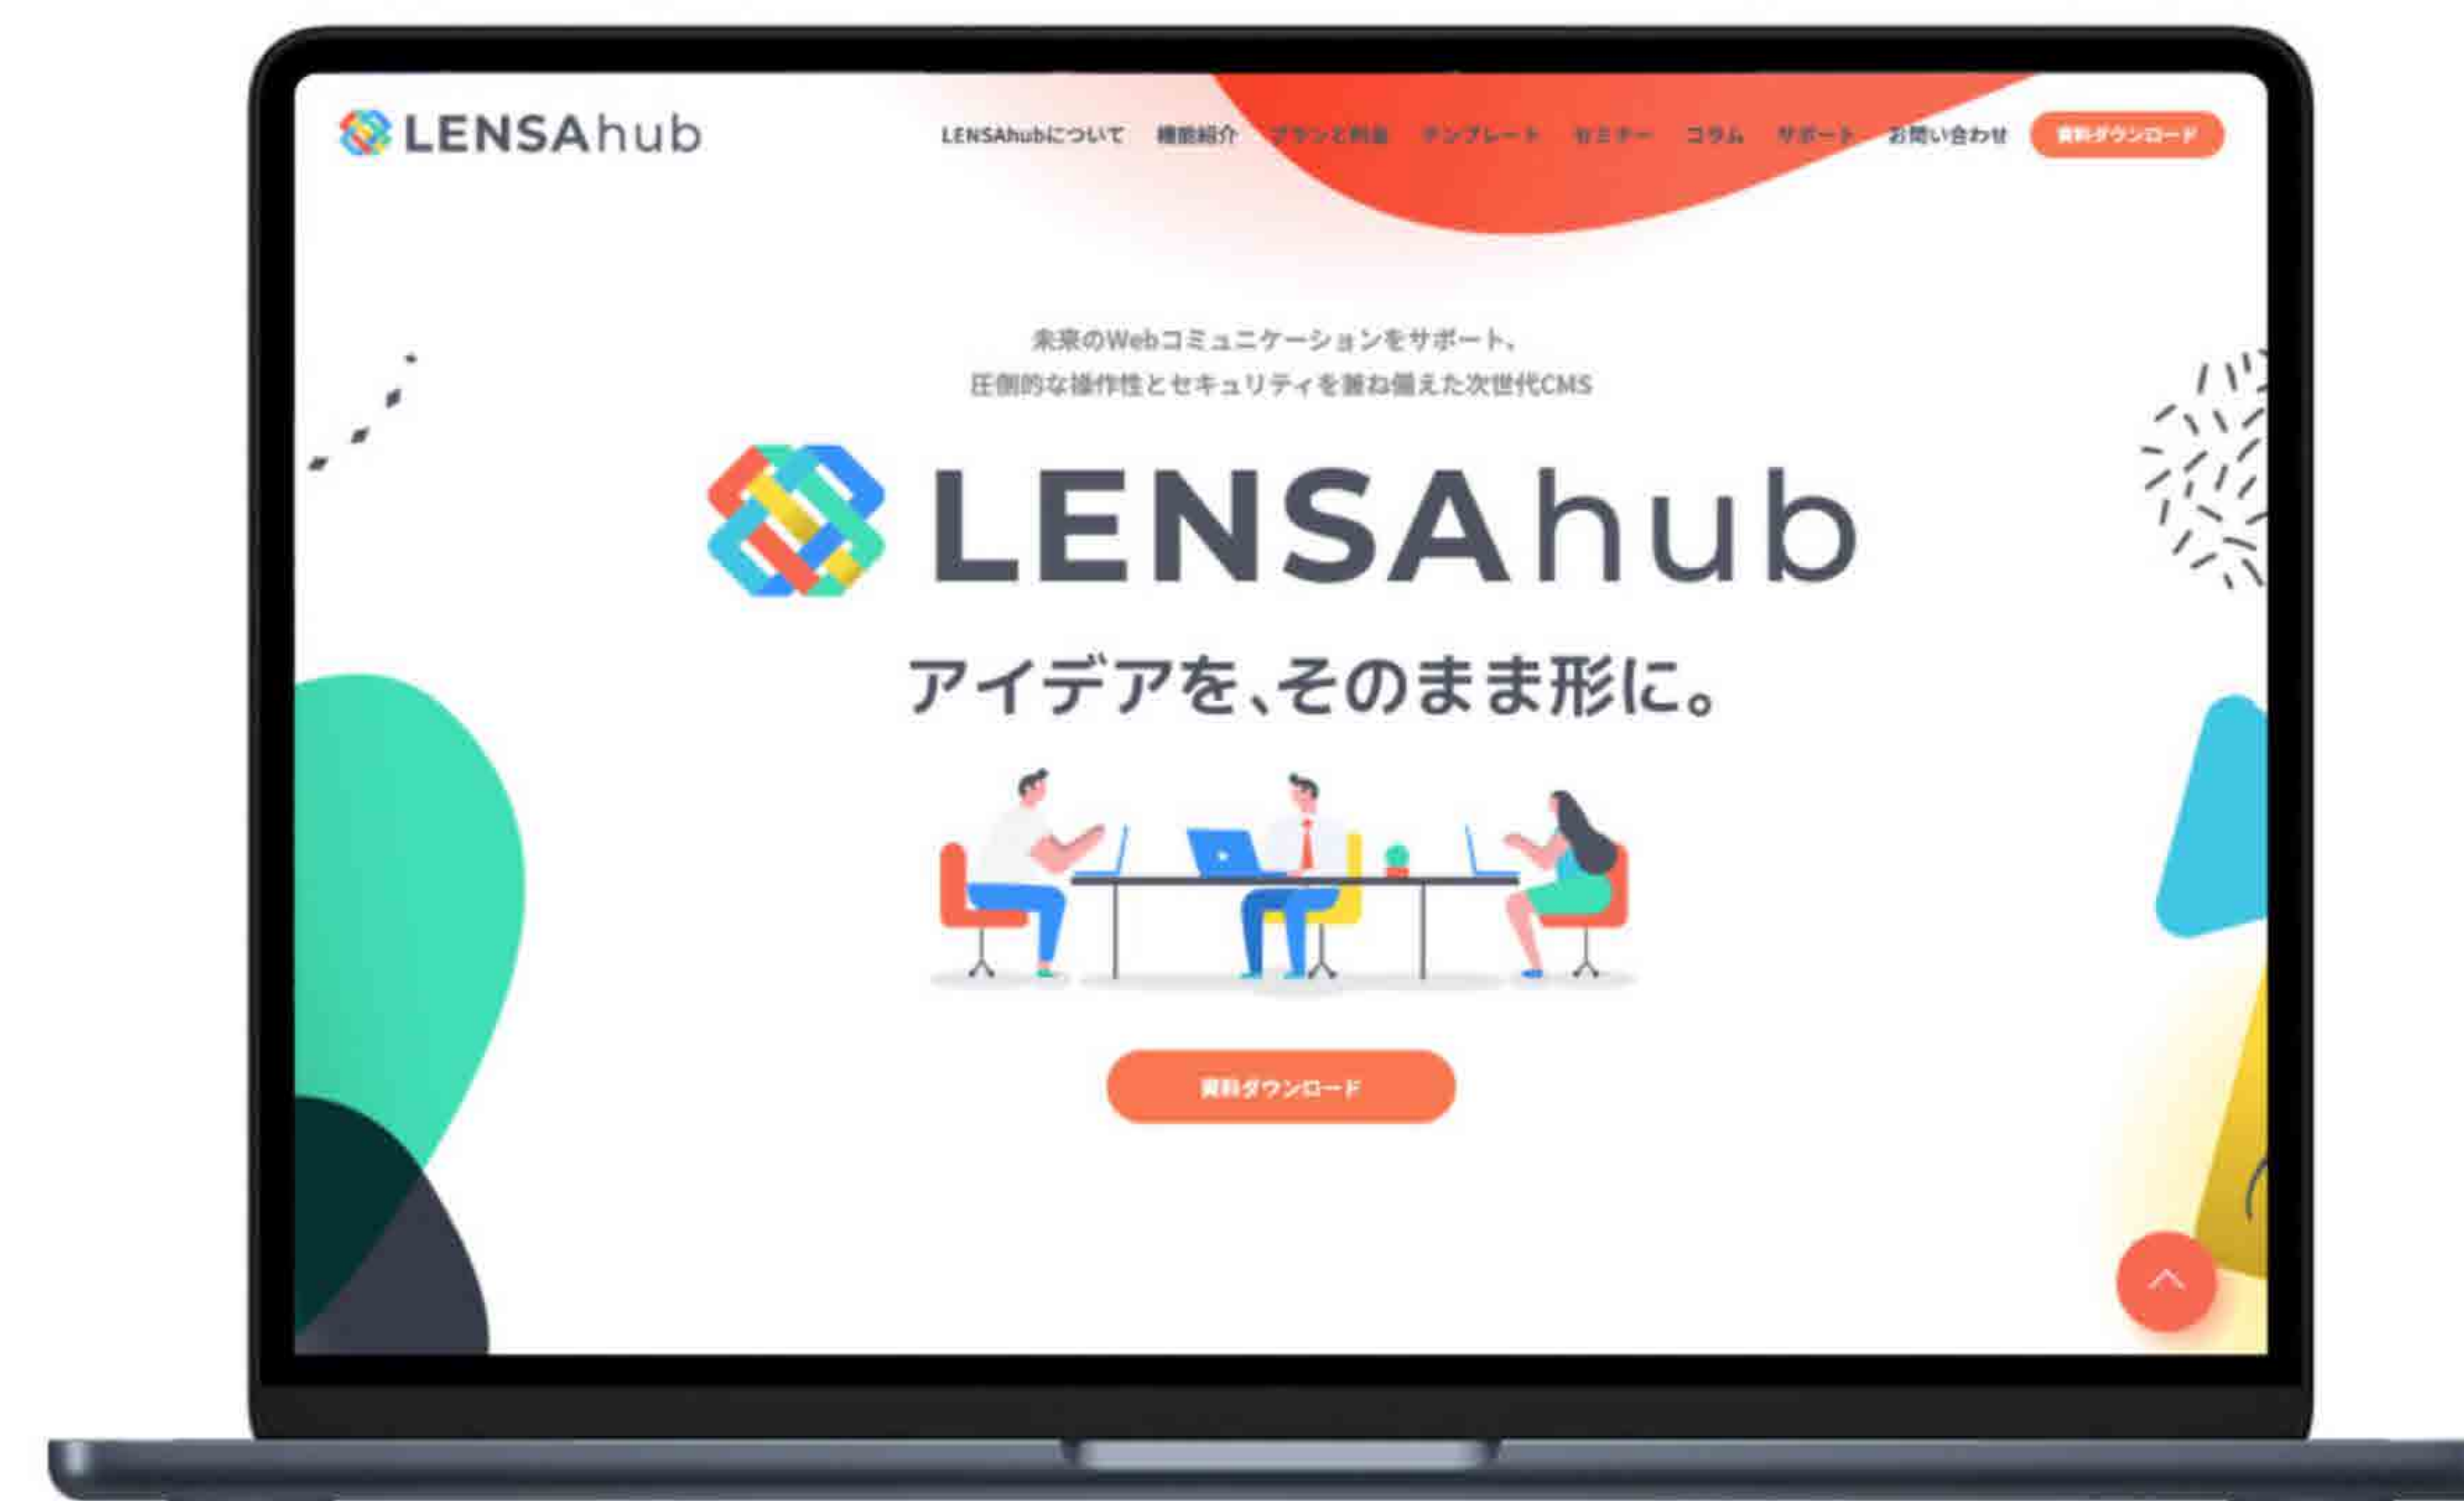 LENSAhub
LENSAhubについて 機能紹介 プランと料金 テンプレート セミナー コラム サポート お問い合わせ 資料ダウンロード
未来のWebコミュニケーションをサポート、
圧倒的な操作性とセキュリティを兼ね備えた次世代CMS
LENSAhub
アイデアを、そのまま形に。
資料ダウンロード